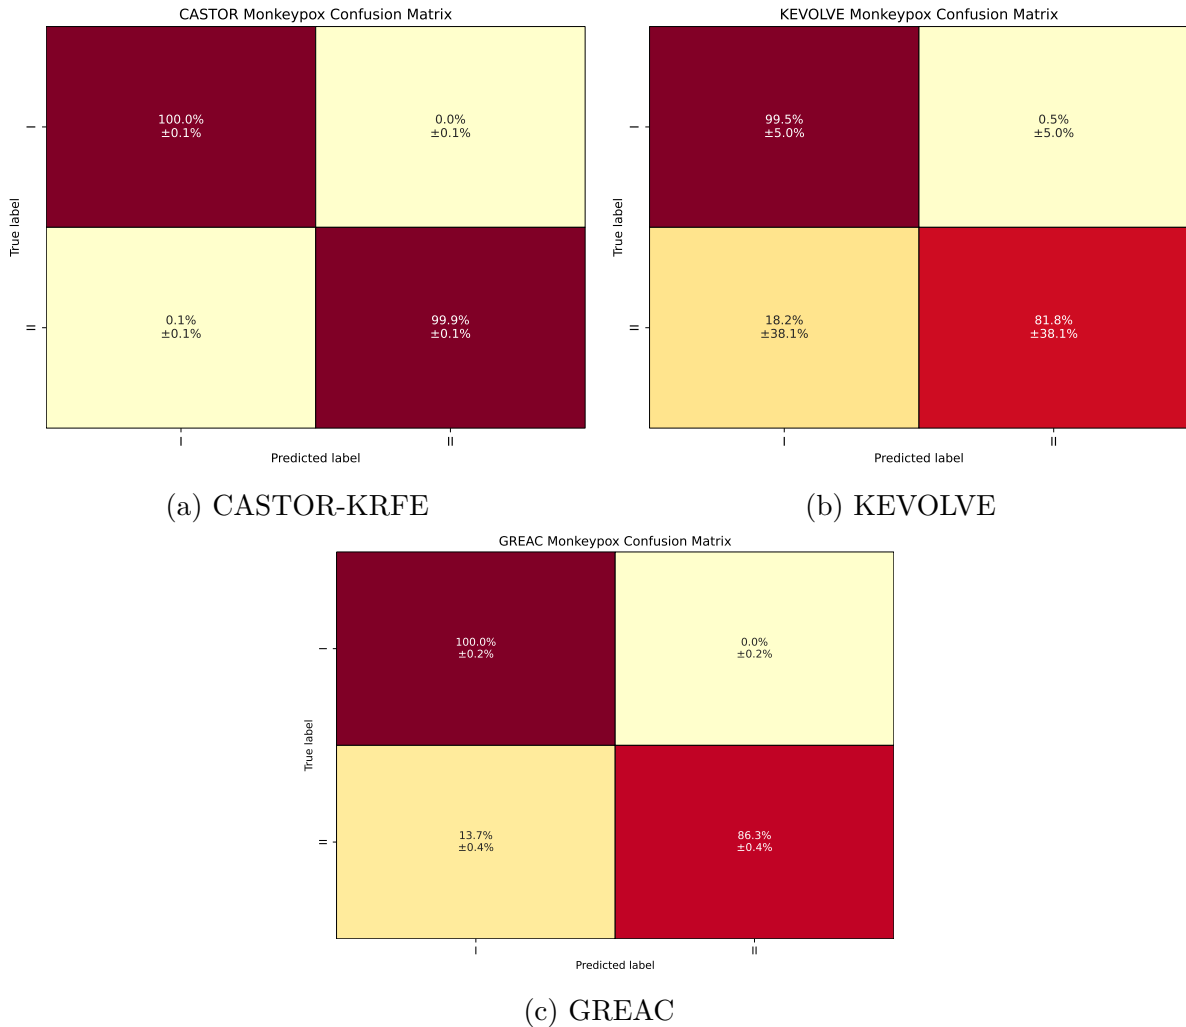 CASTOR Monkeypox Confusion Matrix
True label
I
100.0%
±0.1%
0.0%
±0.1%
II
0.1%
±0.1%
99.9%
±0.1%
I
II
Predicted label
(a) CASTOR-KRFE
KEVOLVE Monkeypox Confusion Matrix
True label
I
99.5%
±5.0%
0.5%
±5.0%
II
18.2%
±38.1%
81.8%
±38.1%
I
II
Predicted label
(b) KEVOLVE
GREAC Monkeypox Confusion Matrix
True label
I
100.0%
±0.2%
0.0%
±0.2%
II
13.7%
±0.4%
86.3%
±0.4%
I
II
Predicted label
(c) GREAC